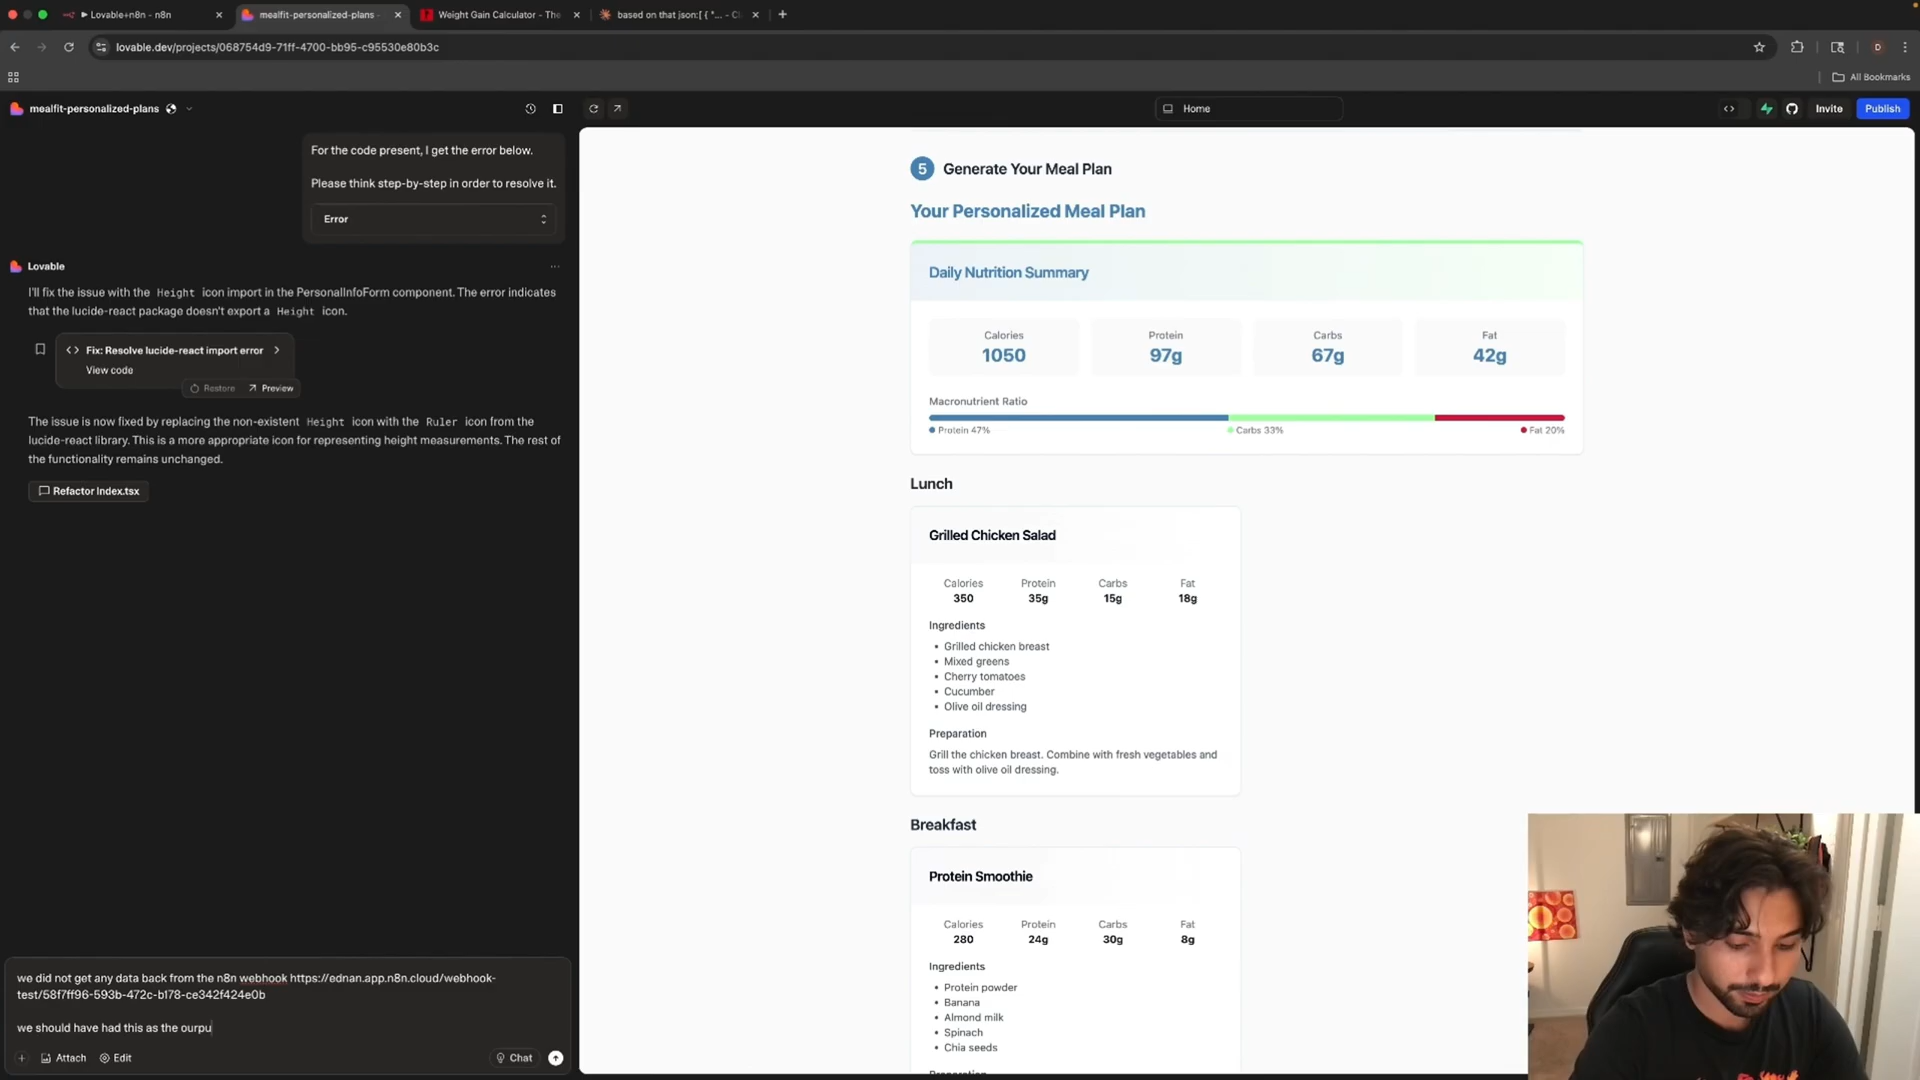 Lovable+n8n - n8n
mealfit-personalized-plans
Weight Gain Calculator - The
based on that json:[ { "... - C
lovable.dev/projects/068754d9-71ff-4700-bb95-c95530e80b3c
D
All Bookmarks
mealfit-personalized-plans
Home
Invite
Publish
For the code present, I get the error below.
Please think step-by-step in order to resolve it.
Error
Lovable
I'll fix the issue with the Height icon import in the PersonalInfoForm component. The error indicates
that the lucide-react package doesn't export a Height icon.
Fix: Resolve lucide-react import error
View code
Restore
Preview
The issue is now fixed by replacing the non-existent Height icon with the Ruler icon from the
lucide-react library. This is a more appropriate icon for representing height measurements. The rest of
the functionality remains unchanged.
Refactor Index.tsx
we did not get any data back from the n8n webhook https://ednan.app.n8n.cloud/webhook-
test/58f7ff96-593b-472c-b178-ce342f424e0b
we should have had this as the ourpu
Attach
Edit
Chat
5 Generate Your Meal Plan
Your Personalized Meal Plan
Daily Nutrition Summary
Calories Protein Carbs Fat
1050 97g 67g 42g
Macronutrient Ratio
Protein 47% Carbs 33% Fat 20%
Lunch
Grilled Chicken Salad
Calories Protein Carbs Fat
350 35g 15g 18g
Ingredients
• Grilled chicken breast
• Mixed greens
• Cherry tomatoes
• Cucumber
• Olive oil dressing
Preparation
Grill the chicken breast. Combine with fresh vegetables and
toss with olive oil dressing.
Breakfast
Protein Smoothie
Calories Protein Carbs Fat
280 24g 30g 8g
Ingredients
• Protein powder
• Banana
• Almond milk
• Spinach
• Chia seeds